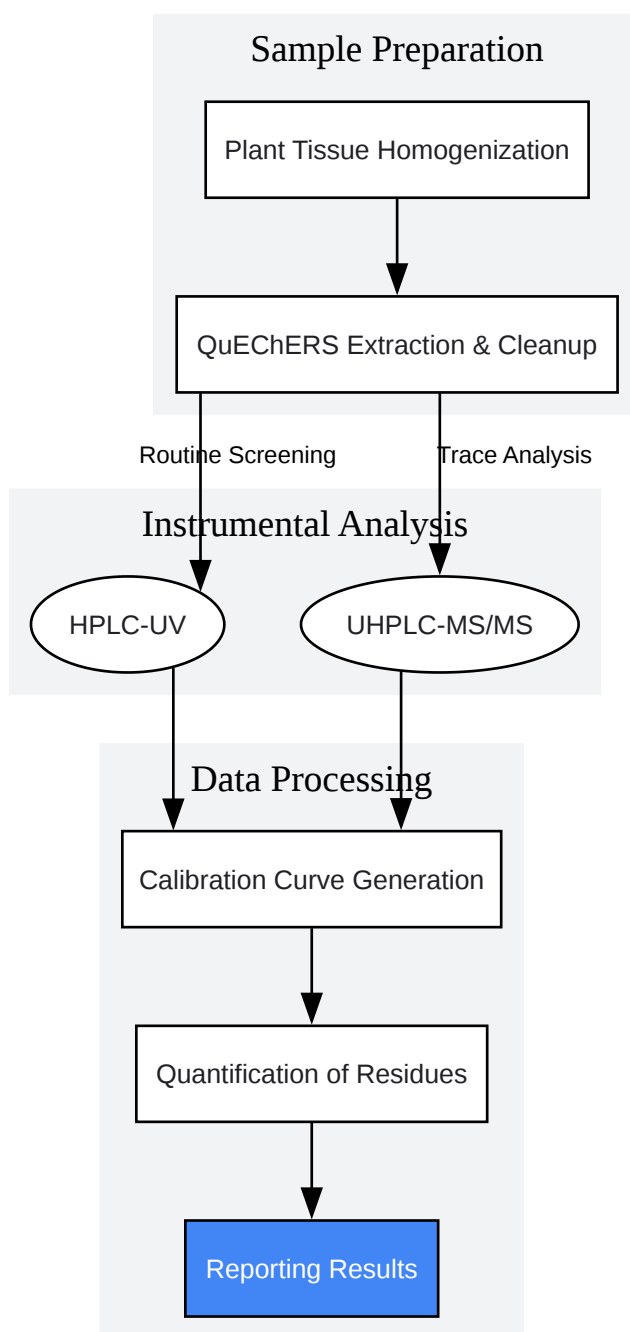 Sample Preparation
Plant Tissue Homogenization
QuEChERS Extraction & Cleanup
Routine Screening
Trace Analysis
Instrumental Analysis
HPLC-UV
UHPLC-MS/MS
Data Processing
Calibration Curve Generation
Quantification of Residues
Reporting Results